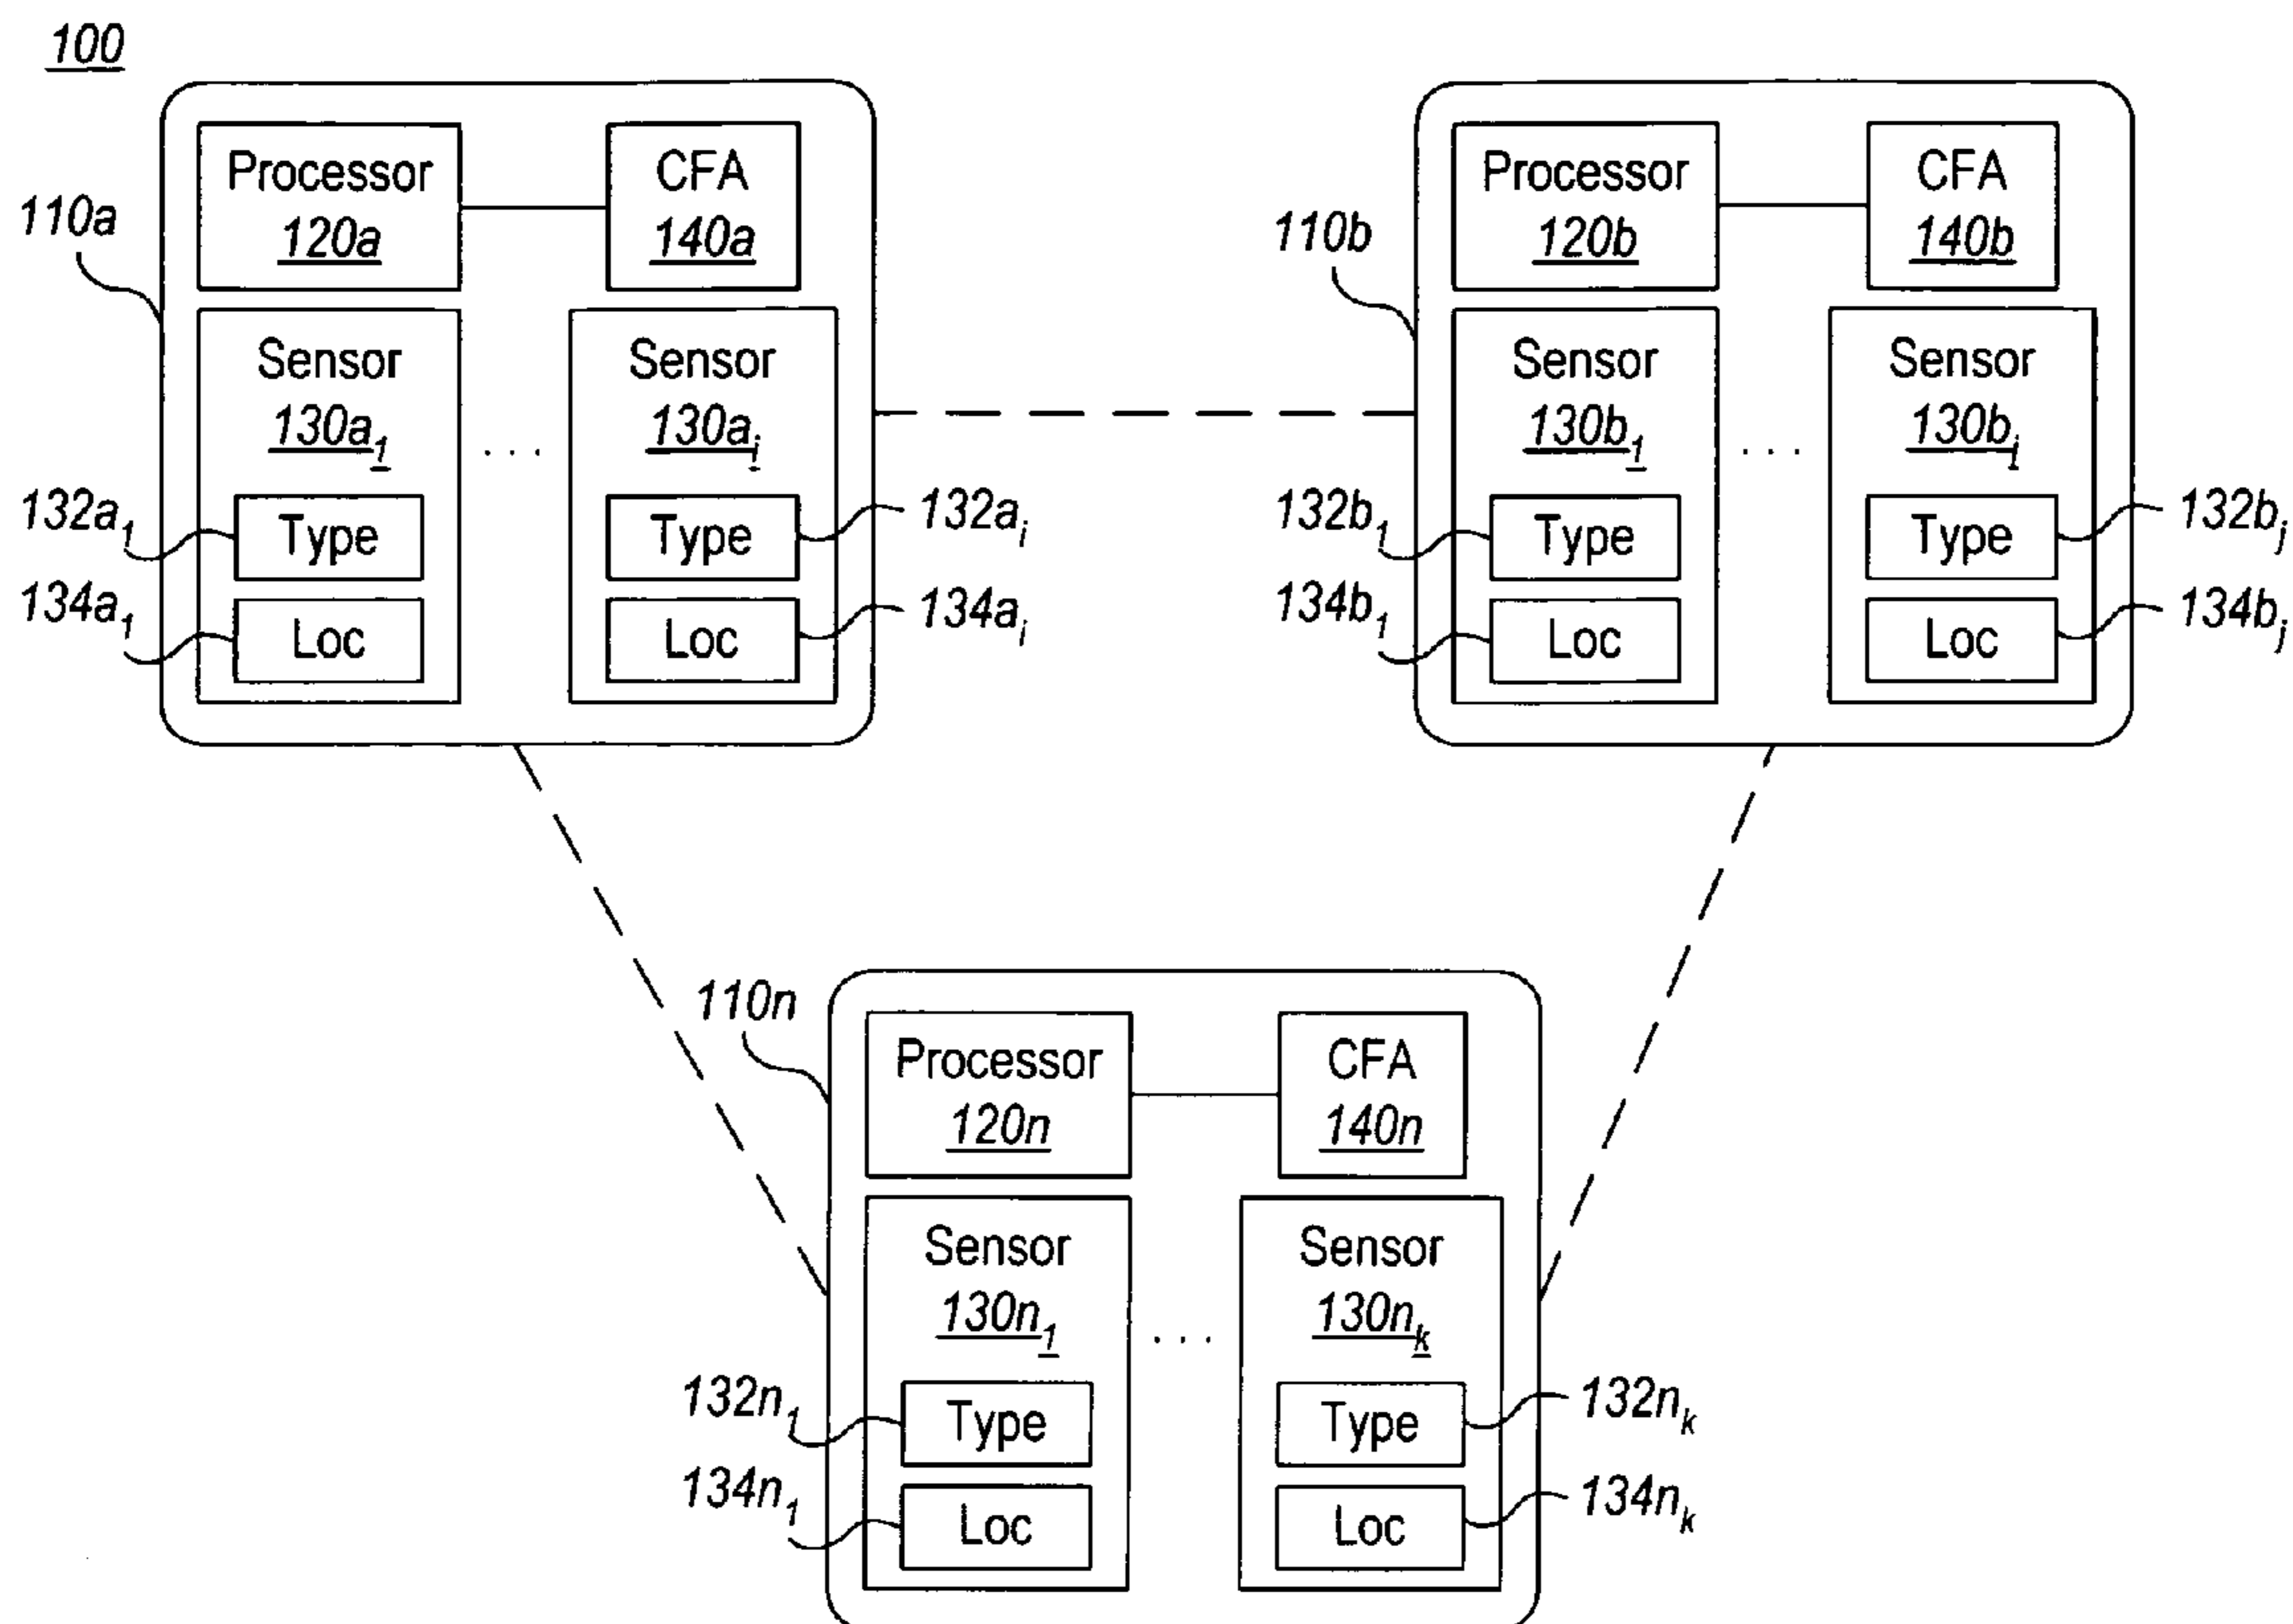 100
Processor
120a
CFA
140a
110a
Sensor
130a1
...
Sensor
130ai
132a1
Type
Type
132ai
134a1
Loc
Loc
134ai
Processor
120b
CFA
140b
110b
Sensor
130b1
...
Sensor
130bj
132b1
Type
Type
132bj
134b1
Loc
Loc
134bj
110n
Processor
120n
CFA
140n
Sensor
130n1
...
Sensor
130nk
132n1
Type
Type
132nk
134n1
Loc
Loc
134nk